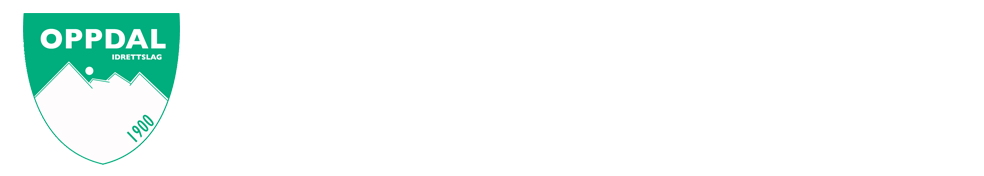 OPPDAL
IDRETTSLAG
1900